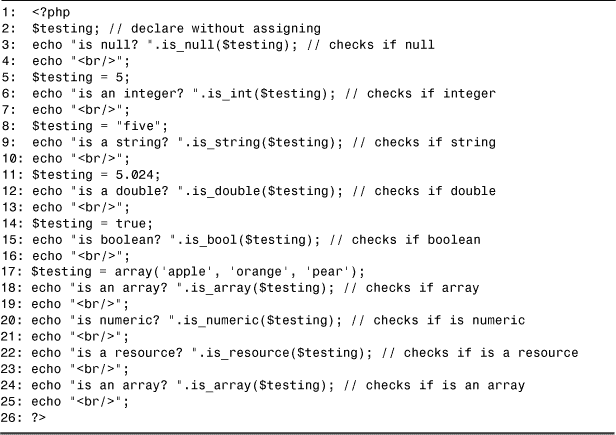 1: <?php
2: $testing; // declare without assigning
3: echo "is null? ".is_null($testing); // checks if null
4: echo "<br/>";
5: $testing = 5;
6: echo "is an integer? ".is_int($testing); // checks if integer
7: echo "<br/>";
8: $testing = "five";
9: echo "is a string? ".is_string($testing); // checks if string
10: echo "<br/>";
11: $testing = 5.024;
12: echo "is a double? ".is_double($testing); // checks if double
13: echo "<br/>";
14: $testing = true;
15: echo "is boolean? ".is_bool($testing); // checks if boolean
16: echo "<br/>";
17: $testing = array('apple', 'orange', 'pear');
18: echo "is an array? ".is_array($testing); // checks if array
19: echo "<br/>";
20: echo "is numeric? ".is_numeric($testing); // checks if is numeric
21: echo "<br/>";
22: echo "is a resource? ".is_resource($testing); // checks if is a resource
23: echo "<br/>";
24: echo "is an array? ".is_array($testing); // checks if is an array
25: echo "<br/>";
26: ?>